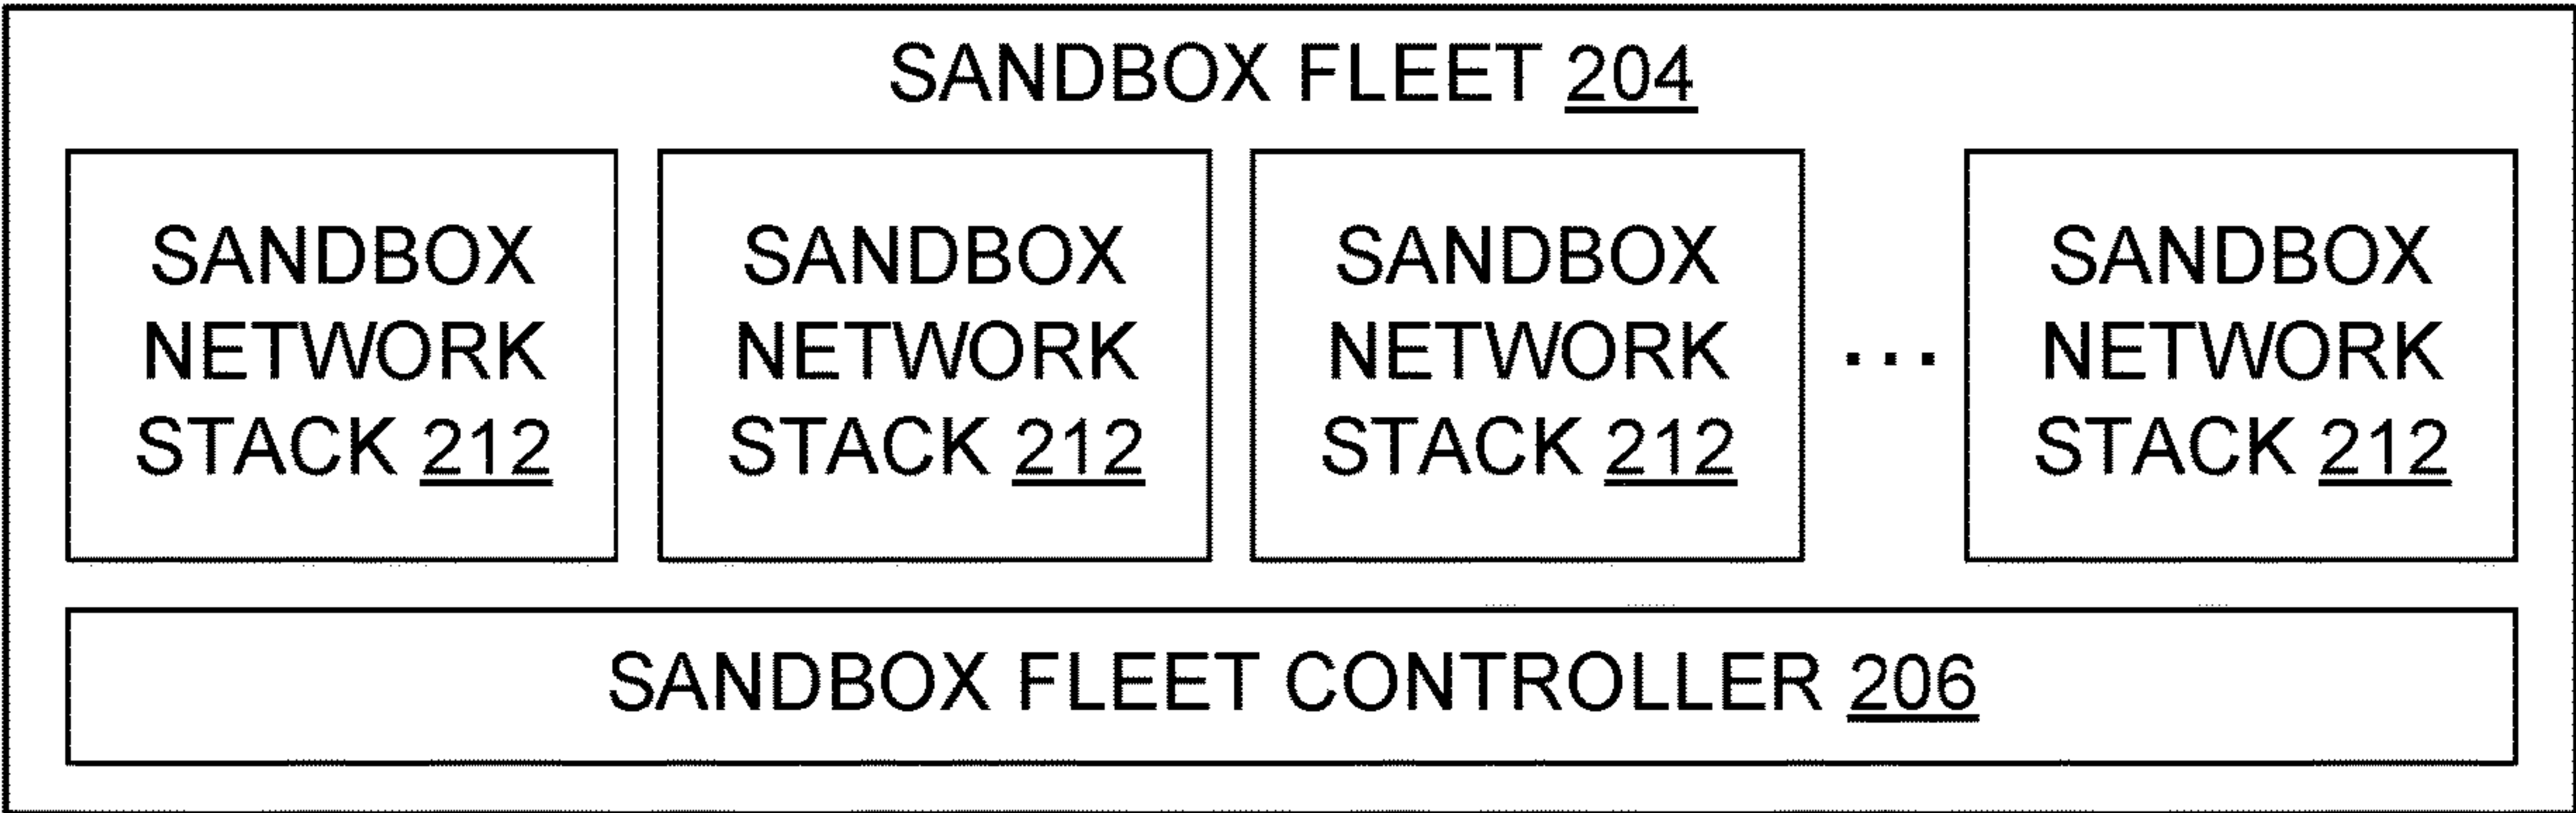 SANDBOX FLEET 204
SANDBOX
NETWORK
STACK 212
SANDBOX
NETWORK
STACK 212
SANDBOX
NETWORK
STACK 212
...
SANDBOX
NETWORK
STACK 212
SANDBOX FLEET CONTROLLER 206